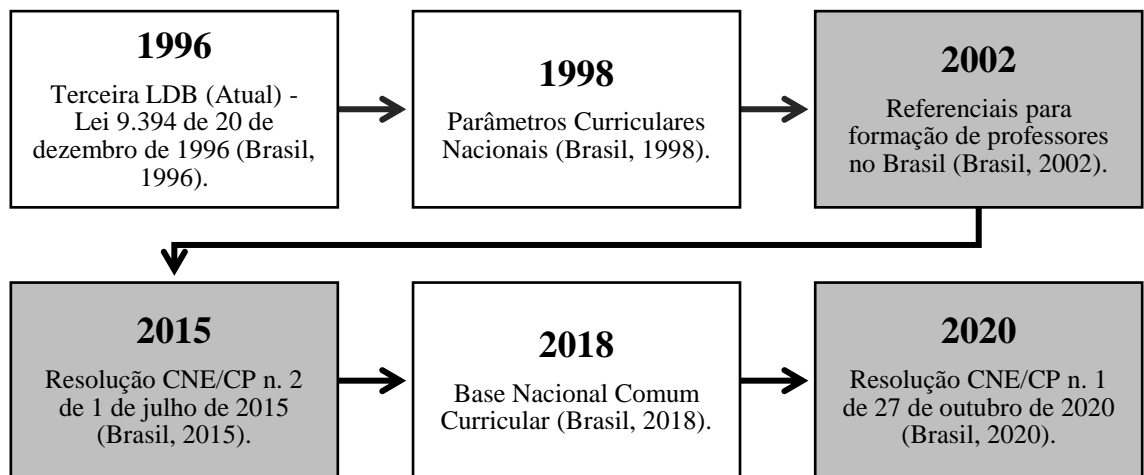 1996
Terceira LDB (Atual) -
Lei 9.394 de 20 de
dezembro de 1996 (Brasil,
1996).
1998
Parâmetros Curriculares
Nacionais (Brasil, 1998).
2002
Referenciais para
formação de professores
no Brasil (Brasil, 2002).
2015
Resolução CNE/CP n. 2
de 1 de julho de 2015
(Brasil, 2015).
2018
Base Nacional Comum
Curricular (Brasil, 2018).
2020
Resolução CNE/CP n. 1
de 27 de outubro de 2020
(Brasil, 2020).